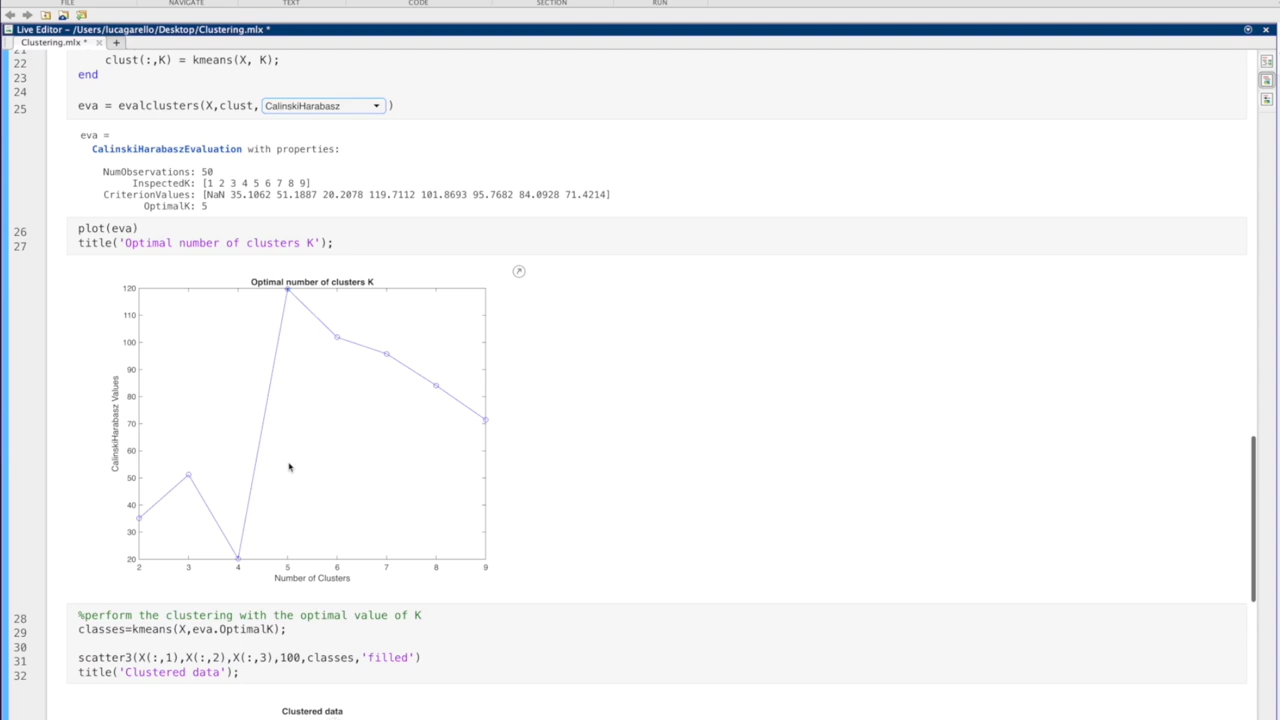 FILE NAVIGATE TEXT CODE SECTION RUN
Live Editor - /Users/lucagarello/Desktop/Clustering.mlx *
Clustering.mlx * × +
22 clust(:,K) = kmeans(X, K);
23 end
24
25 eva = evalclusters(X,clust, CalinskiHarabasz )
eva =
CalinskiHarabaszEvaluation with properties:
NumObservations: 50
InspectedK: [1 2 3 4 5 6 7 8 9]
CriterionValues: [NaN 35.1062 51.1887 20.2078 119.7112 101.8693 95.7682 84.0928 71.4214]
OptimalK: 5
26 plot(eva)
27 title('Optimal number of clusters K');
Optimal number of clusters K
120
110
100
90
80
70
60
50
40
30
20
CalinskiHarabasz Values
2 3 4 5 6 7 8 9
Number of Clusters
28 %perform the clustering with the optimal value of K
29 classes=kmeans(X,eva.OptimalK);
30
31 scatter3(X(:,1),X(:,2),X(:,3),100,classes,'filled')
32 title('Clustered data');
Clustered data